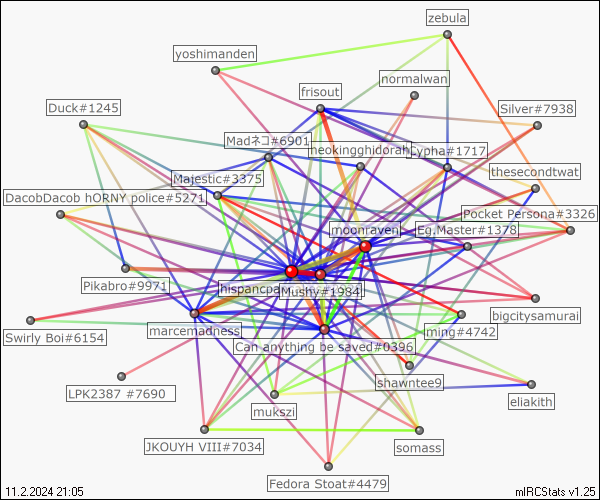 zebula
yoshimanden
normalwan
frisout
Duck#1245
Silver#7938
Madネコ#6901
neokingghidorah
Cypha#1717
thesecondtwat
Majestic#3375
DacobDacob hORNY police#5271
Pocket Persona#3326
moonraven
Eg.Master#1378
Pikabro#9971
hispancpa
Mushy#1984
bigcitysamurai
marcemadness
ming#4742
Swirly Boi#6154
Can anything be saved#0396
shawntee9
LPK2387 #7690
eliakith
mukszi
JKOUYH VIII#7034
somass
Fedora Stoat#4479
11.2.2024 21:05
mIRCStats v1.25